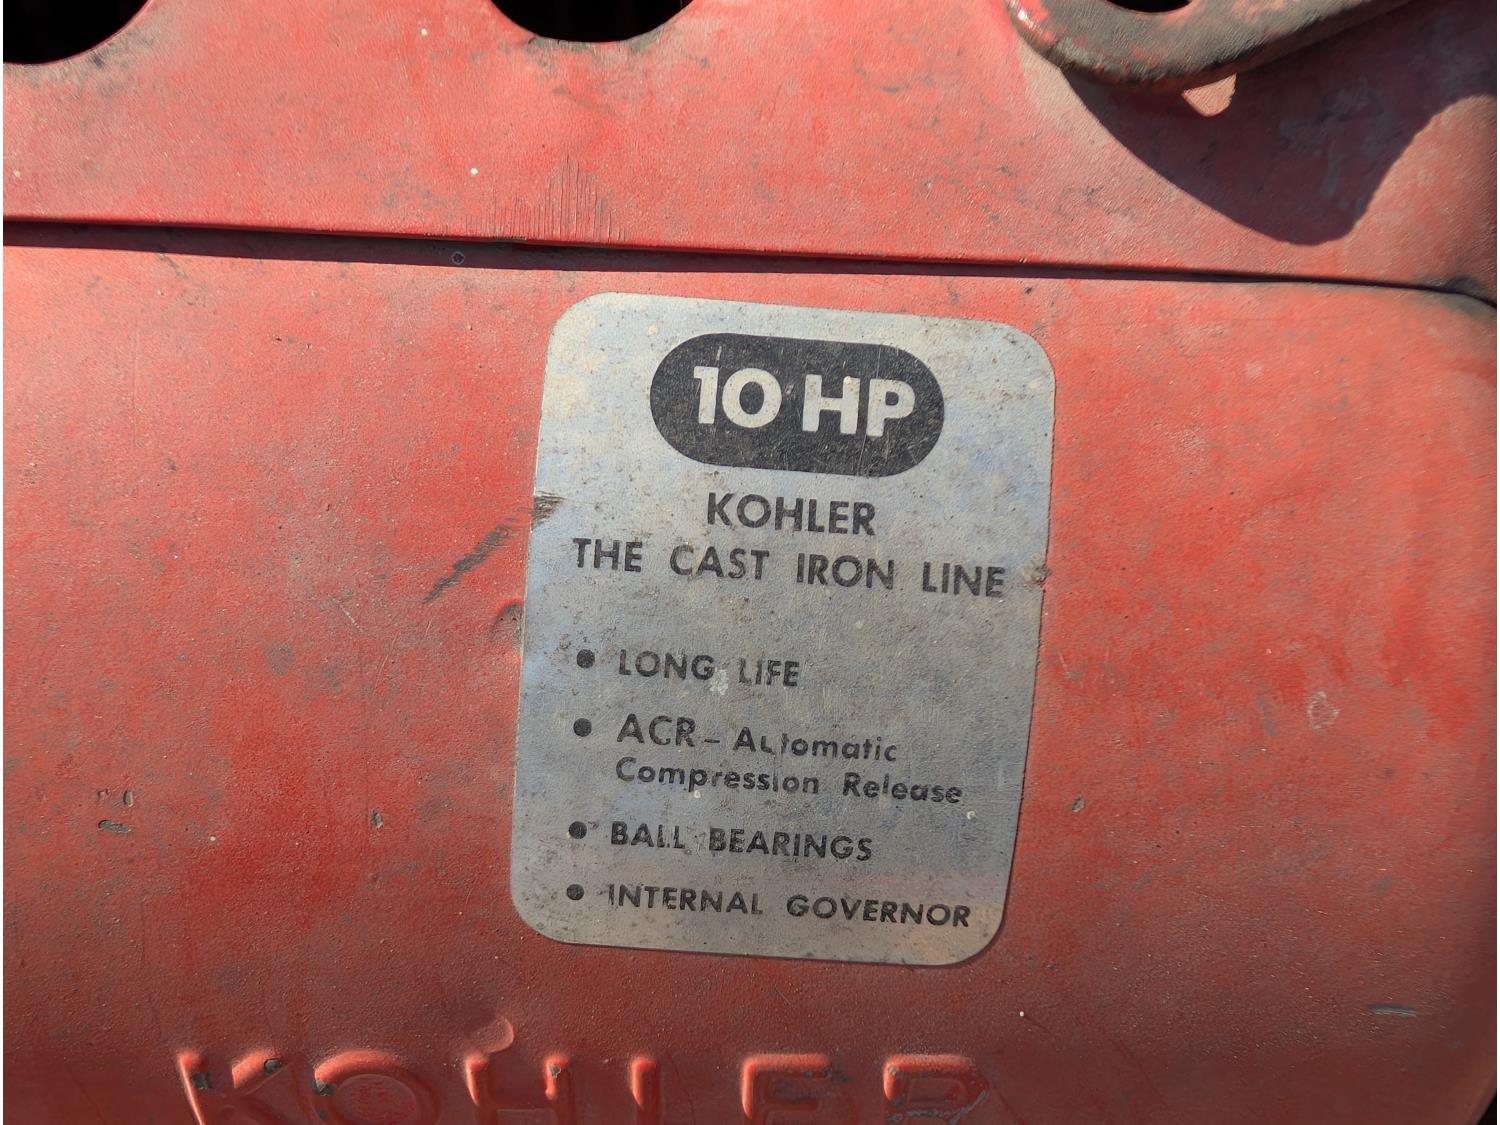 10 HP
KOHLER
THE CAST IRON LINE
• LONG LIFE
• ACR – Automatic
Compression Release
• BALL BEARINGS
• INTERNAL GOVERNOR
KOHLER